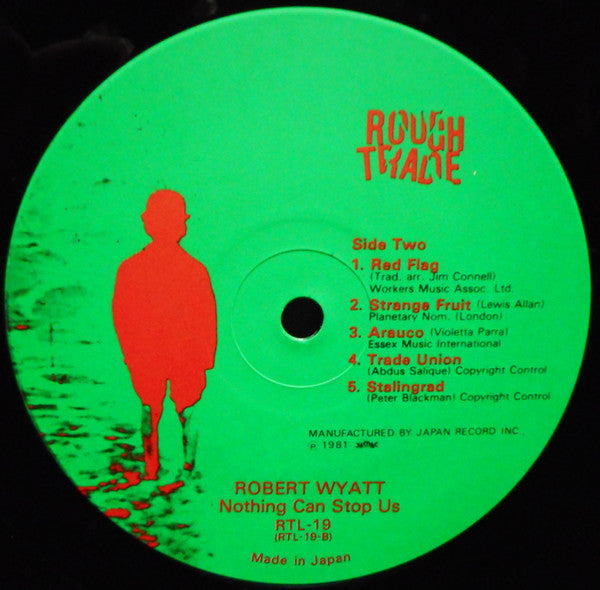 ROUGH
TRADE
Side Two
1. Red Flag
(Trad. arr. Jim Connell)
Workers Music Assoc. Ltd.
2. Strange Fruit (Lewis Allan)
Planetary Nom. (London)
3. Arauco (Violetta Parra)
Essex Music International
4. Trade Union
(Abdus Salique) Copyright Control
5. Stalingrad
(Peter Blackman) Copyright Control
MANUFACTURED BY JAPAN RECORD INC.,
P. 1981
ROBERT WYATT
Nothing Can Stop Us
RTL-19
(RTL-19-B)
Made in Japan